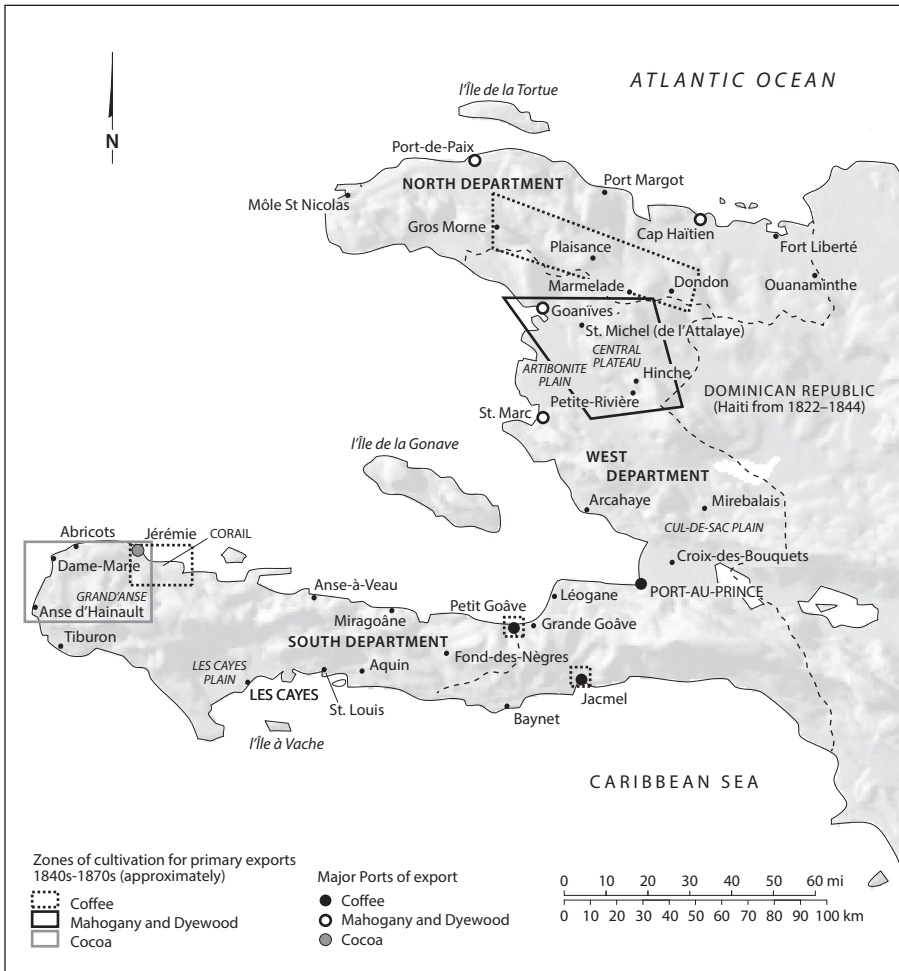 ATLANTIC OCEAN
l'Île de la Tortue
N
Port-de-Paix
NORTH DEPARTMENT
Port Margot
Môle St Nicolas
Gros Morne
Cap Haïtien
Plaisance
Fort Liberté
Ouanaminthe
Marmelade
Dondon
Goanïves
St. Michel (de l'Attalaye)
CENTRAL
PLATEAU
ARTIBONITE
PLAIN
Hinche
DOMINICAN REPUBLIC
(Haiti from 1822–1844)
Petite-Rivière
St. Marc
l'Île de la Gonave
WEST
DEPARTMENT
Arcahaye
Mirebalais
CUL-DE-SAC PLAIN
Abricots
Jérémie
CORAIL
Dame-Marie
Croix-des-Bouquets
GRAND'ANSE
Anse d'Hainault
Anse-à-Veau
Léogane
PORT-AU-PRINCE
Miragoâne
Petit Goâve
Grande Goâve
Tiburon
SOUTH DEPARTMENT
LES CAYES
PLAIN
Aquin
Fond-des-Nègres
LES CAYES
St. Louis
Jacmel
Baynet
l'Île à Vache
CARIBBEAN SEA
Zones of cultivation for primary exports
1840s-1870s (approximately)
Coffee
Mahogany and Dyewood
Cocoa
Major Ports of export
Coffee
Mahogany and Dyewood
Cocoa
0 10 20 30 40 50 60 mi
0 10 20 30 40 50 60 70 80 90 100 km